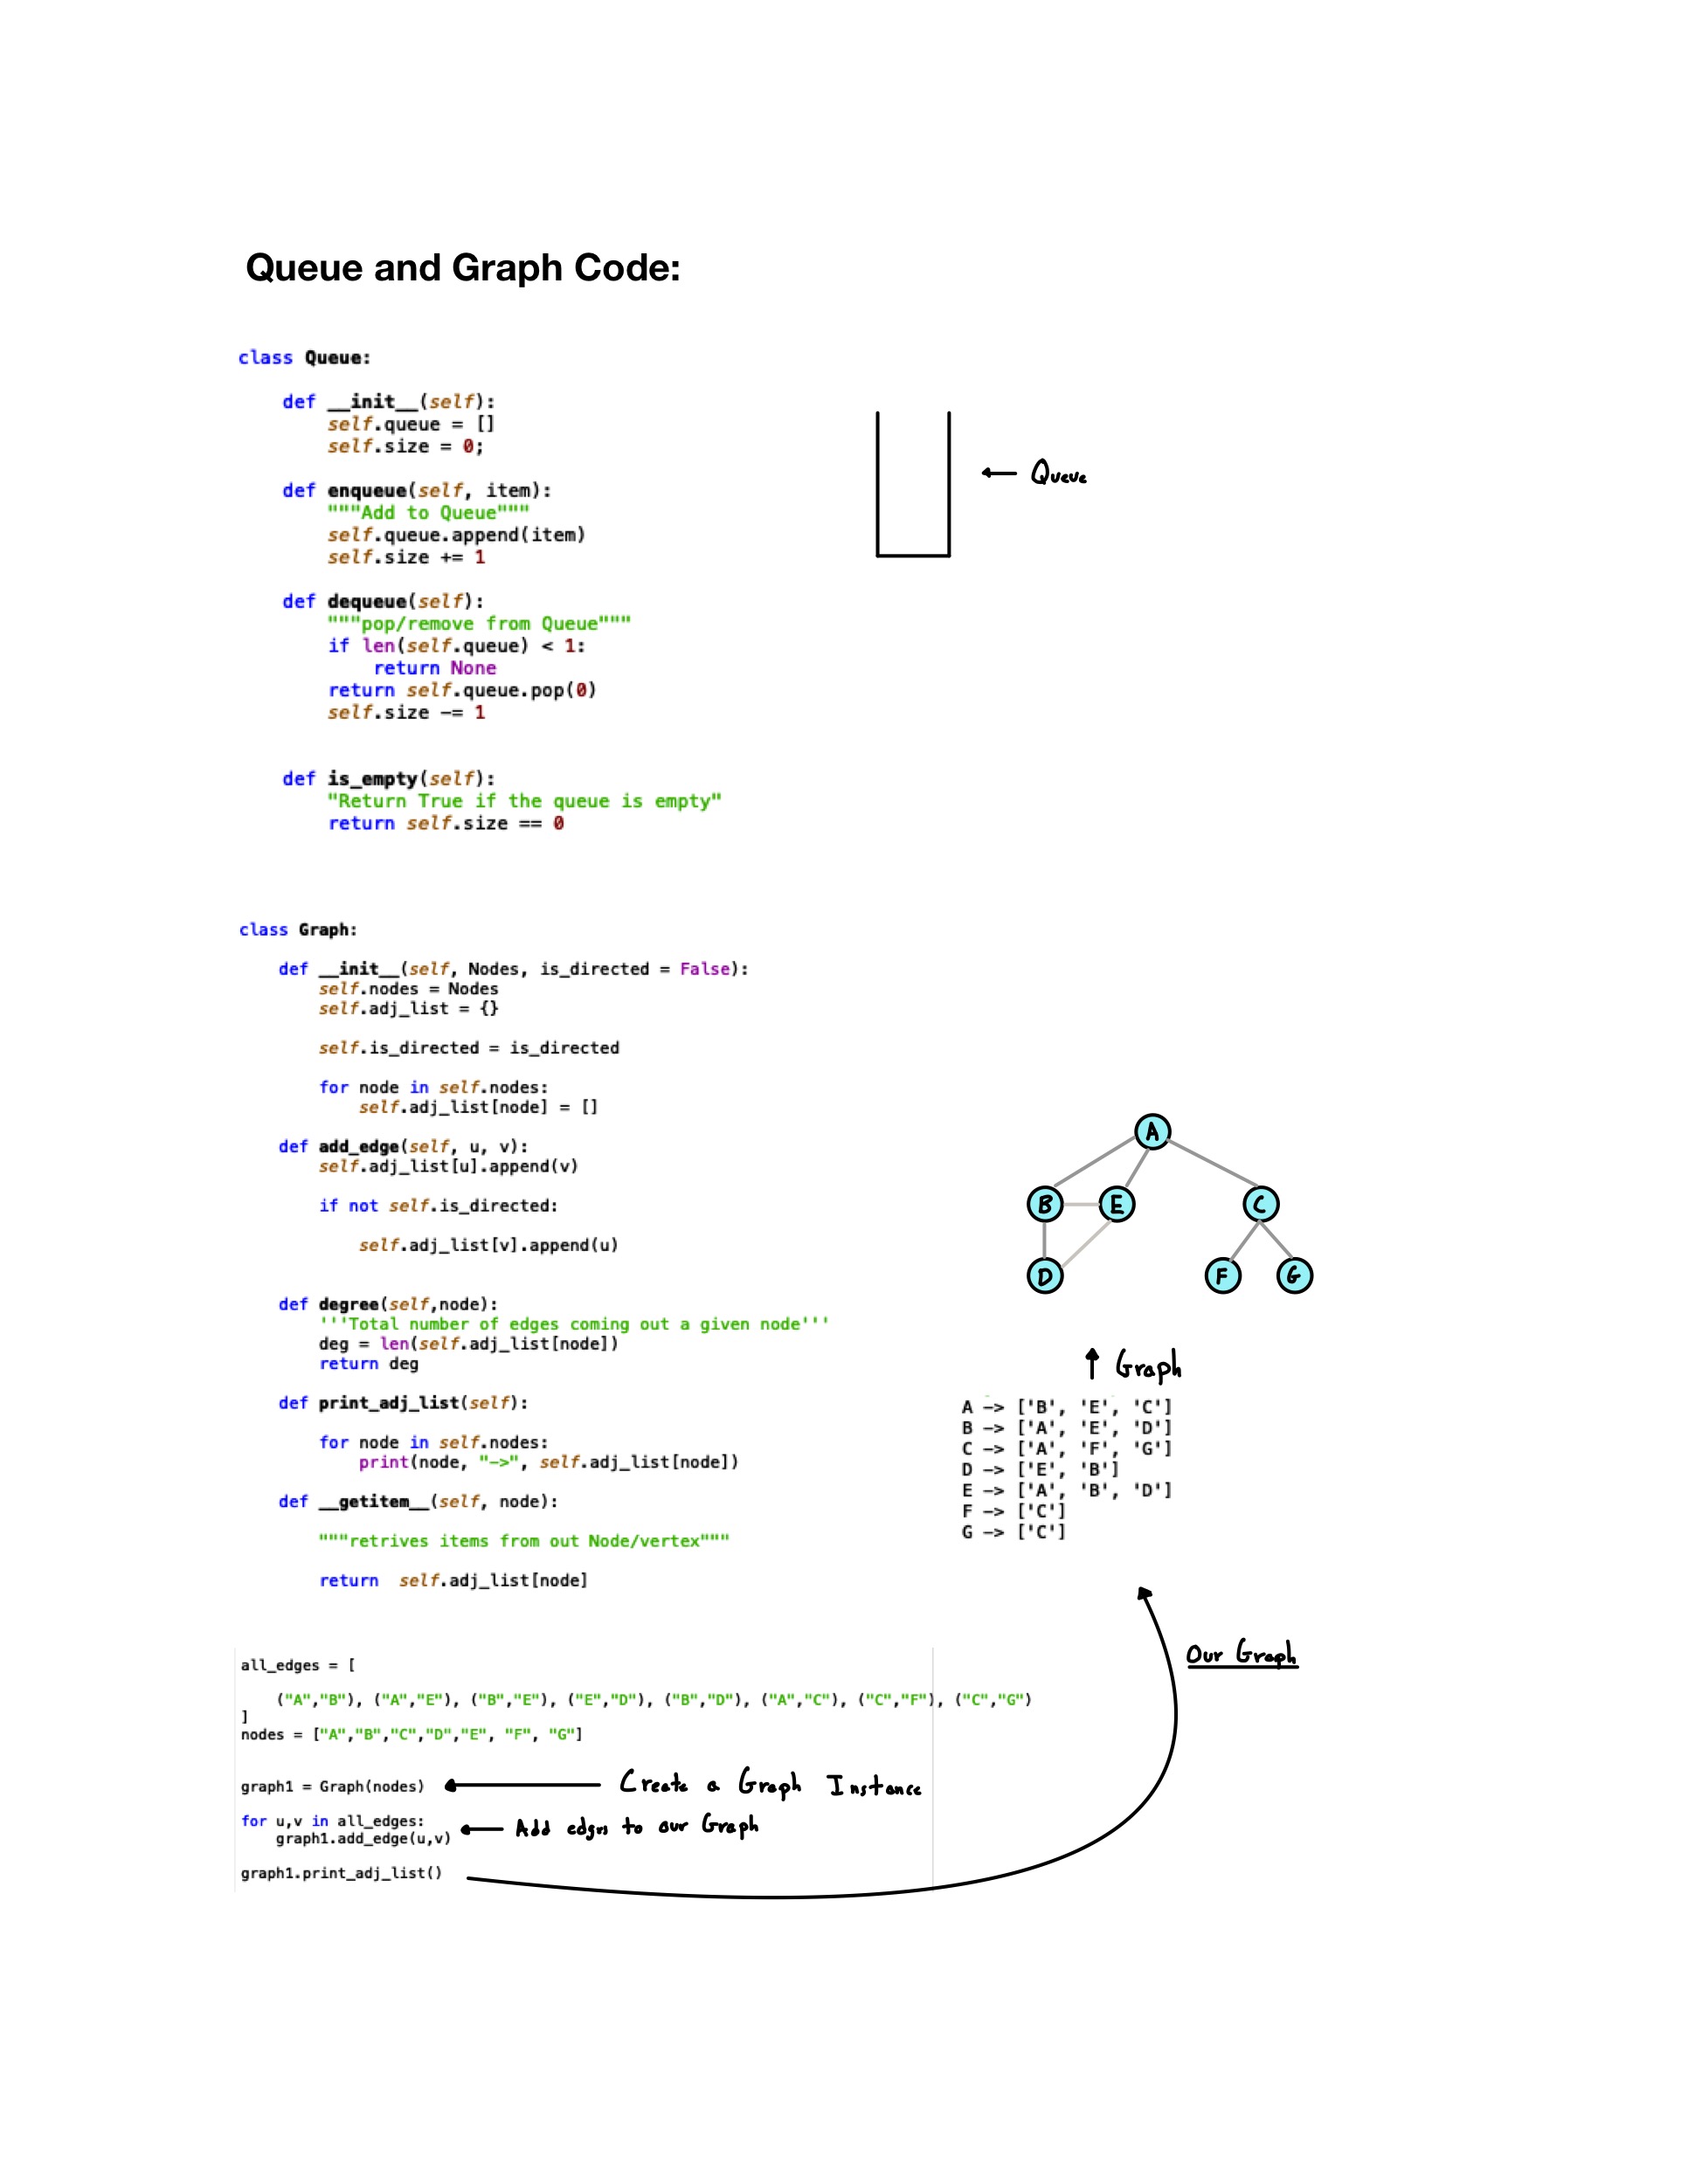 Queue and Graph Code:
class Queue:
def __init__(self):
self.queue = []
self.size = 0;
def enqueue(self, item):
"""Add to Queue"""
self.queue.append(item)
self.size += 1
def dequeue(self):
"""pop/remove from Queue"""
if len(self.queue) < 1:
return None
return self.queue.pop(0)
self.size -= 1
def is_empty(self):
"Return True if the queue is empty"
return self.size == 0
← Queue
class Graph:
def __init__(self, Nodes, is_directed = False):
self.nodes = Nodes
self.adj_list = {}
self.is_directed = is_directed
for node in self.nodes:
self.adj_list[node] = []
def add_edge(self, u, v):
self.adj_list[u].append(v)
if not self.is_directed:
self.adj_list[v].append(u)
def degree(self,node):
'''Total number of edges coming out a given node'''
deg = len(self.adj_list[node])
return deg
def print_adj_list(self):
for node in self.nodes:
print(node, "->", self.adj_list[node])
def __getitem__(self, node):
"""retrives items from out Node/vertex"""
return  self.adj_list[node]
A
B E C
D F G
↑ Graph
A -> ['B', 'E', 'C']
B -> ['A', 'E', 'D']
C -> ['A', 'F', 'G']
D -> ['E', 'B']
E -> ['A', 'B', 'D']
F -> ['C']
G -> ['C']
Our Graph
all_edges = [
("A","B"), ("A","E"), ("B","E"), ("E","D"), ("B","D"), ("A","C"), ("C","F"), ("C","G")
]
nodes = ["A","B","C","D","E", "F", "G"]
graph1 = Graph(nodes) ← Create a Graph Instance
for u,v in all_edges:
graph1.add_edge(u,v) ← Add edges to our Graph
graph1.print_adj_list()